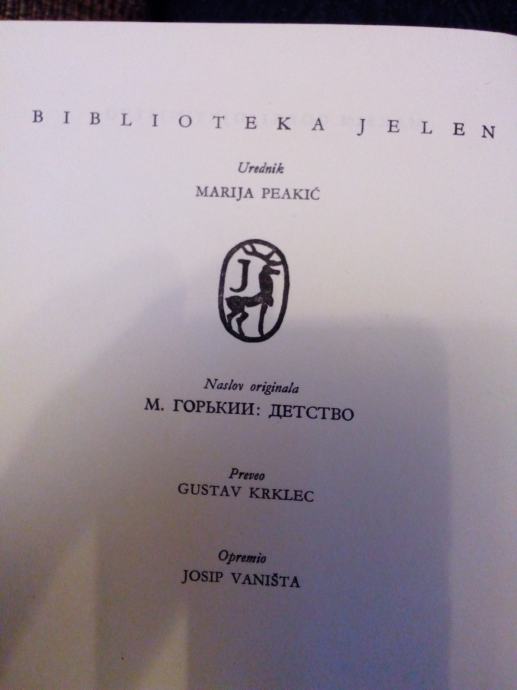 BIBLIOTEKA JELEN
Urednik
MARIJA PEAKIĆ
J
Naslov originala
М. ГОРЬКИИ: ДЕТСТВО
Preveo
GUSTAV KRKLEC
Opremio
JOSIP VANIŠTA